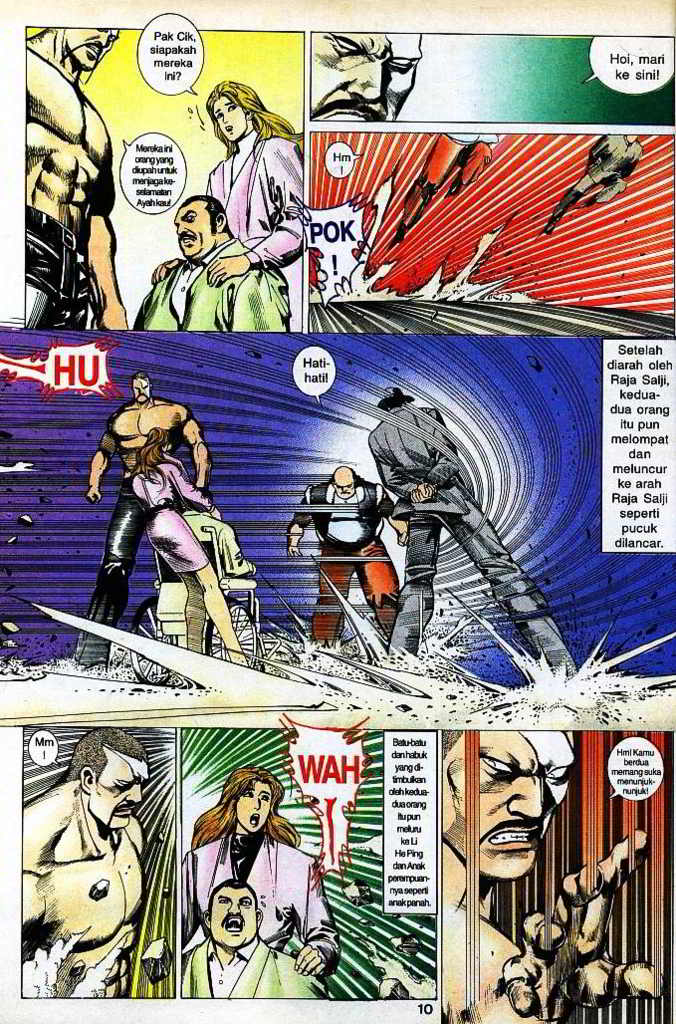 Pak Cik,
siapakah
mereka
ini?
Mereka ini
orang yang
diupah untuk
menjaga ke-
selamatan
Ayah kau!
Hoi, mari
ke sini!
Hm
!
POK
!
HU
Hati-
hati!
Setelah
diarah oleh
Raja Salji,
kedua-
dua orang
itu pun
melompat
dan
meluncur
ke arah
Raja Salji
seperti
pucuk
dilancar.
Mm
!
WAH
!
Batu-batu
dan habuk
yang di-
timbulkan
oleh kedua-
dua orang
itu pun
meluru
ke Li
He Ping
dan Anak
perempuan-
nya seperti
anak panah.
Hm! Kamu
berdua
memang suka
menunjuk-
nunjuk!
10